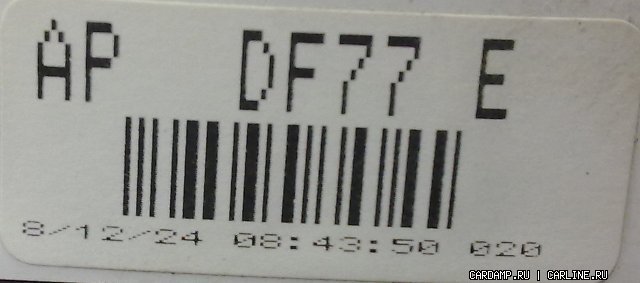 AP DF77 E
8/12/24 08:43:50 020
CARDAMP.RU | CARLINE.RU